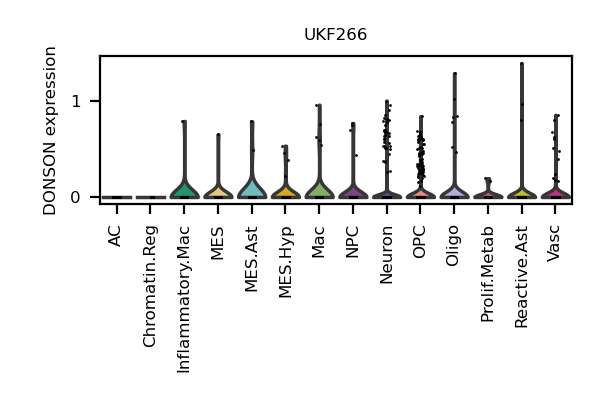 UKF266
DONSON expression
1
0
AC
Chromatin.Reg
Inflammatory.Mac
MES
MES.Ast
MES.Hyp
Mac
NPC
Neuron
OPC
Oligo
Prolif.Metab
Reactive.Ast
Vasc